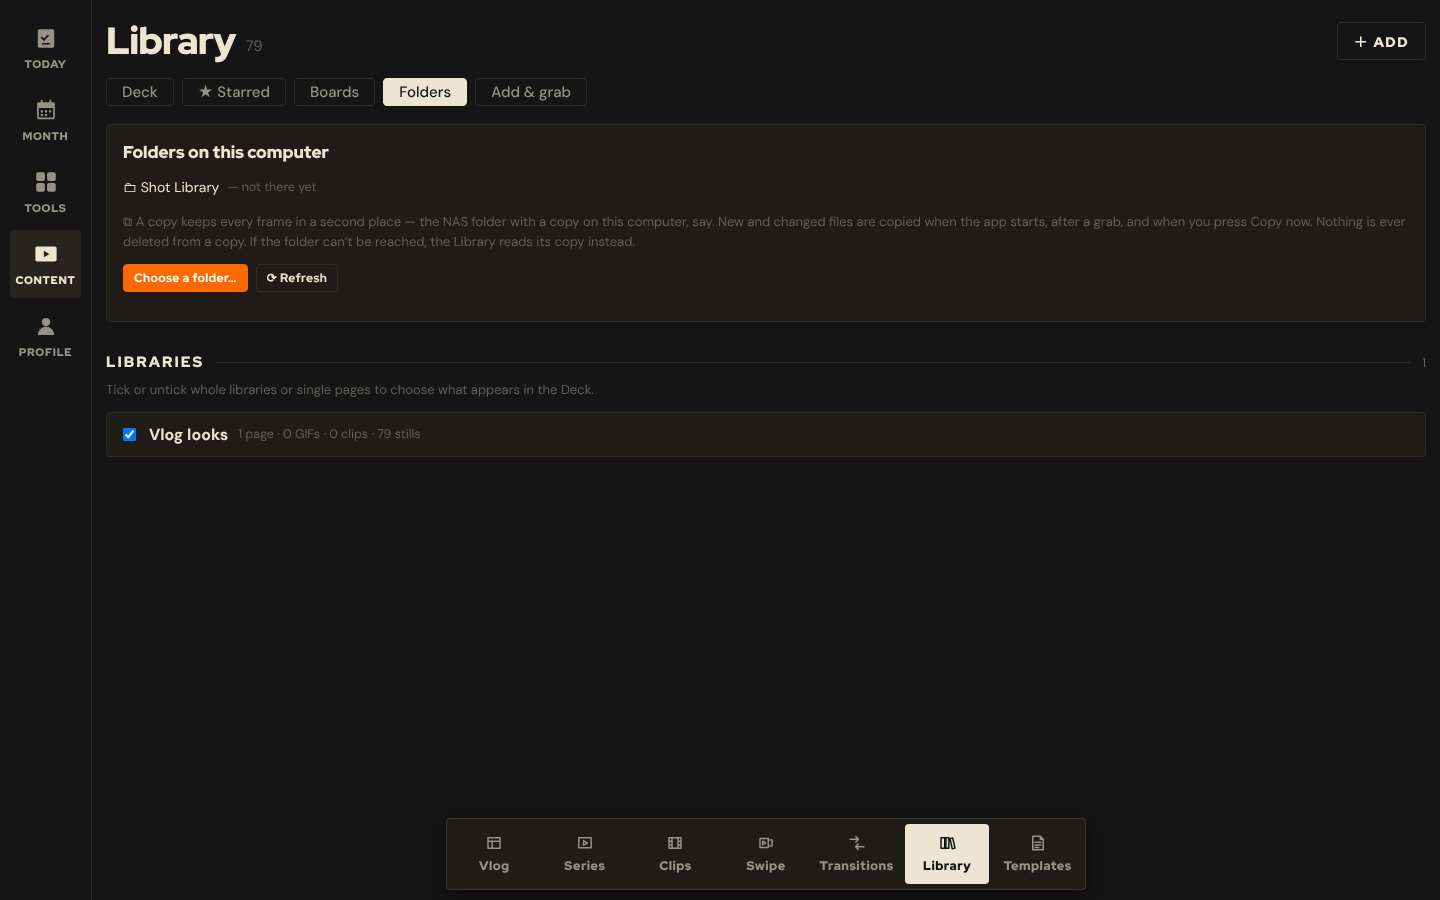 TODAY
MONTH
TOOLS
CONTENT
PROFILE
Library 79
+ ADD
Deck
★ Starred
Boards
Folders
Add & grab
Folders on this computer
Shot Library — not there yet
⧉ A copy keeps every frame in a second place — the NAS folder with a copy on this computer, say. New and changed files are copied when the app starts, after a grab, and when you press Copy now. Nothing is ever
deleted from a copy. If the folder can't be reached, the Library reads its copy instead.
Choose a folder...
⟳ Refresh
LIBRARIES 1
Tick or untick whole libraries or single pages to choose what appears in the Deck.
Vlog looks 1 page · 0 GIFs · 0 clips · 79 stills
Vlog
Series
Clips
Swipe
Transitions
Library
Templates